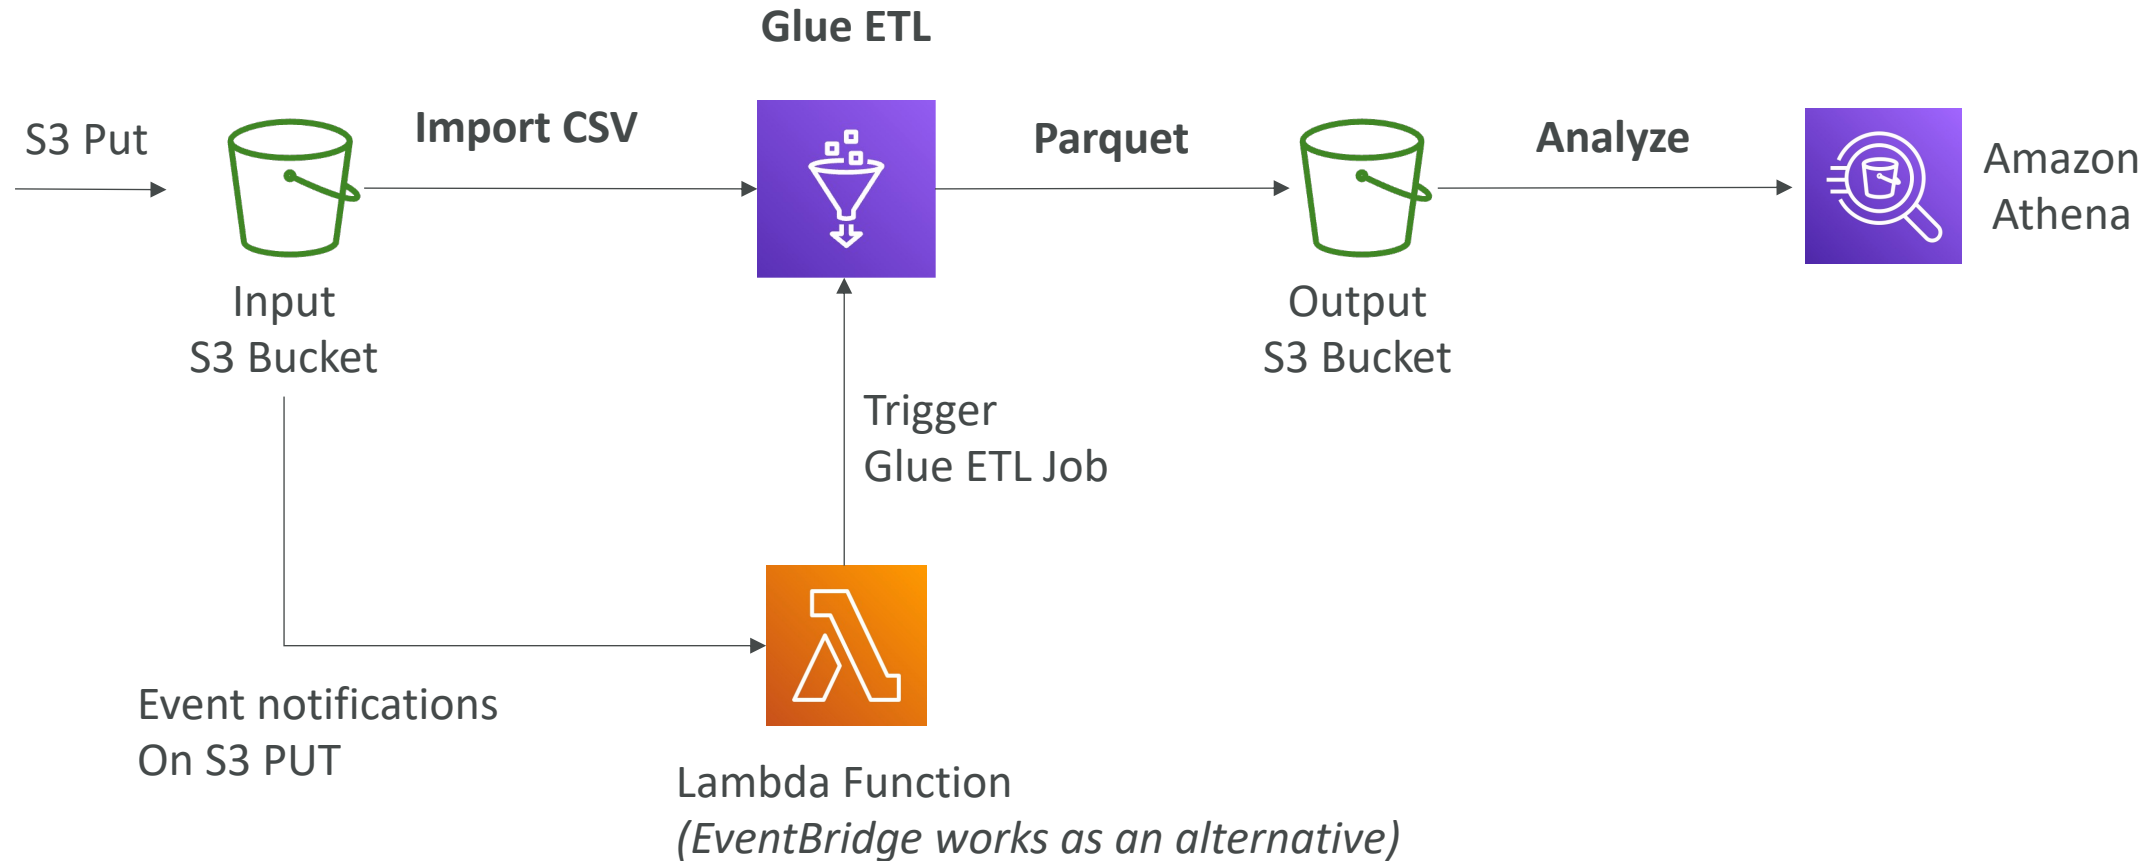 Glue ETL
S3 Put
Import CSV
Parquet
Analyze
Amazon
Athena
Input
S3 Bucket
Output
S3 Bucket
Trigger
Glue ETL Job
Event notifications
On S3 PUT
Lambda Function
(EventBridge works as an alternative)